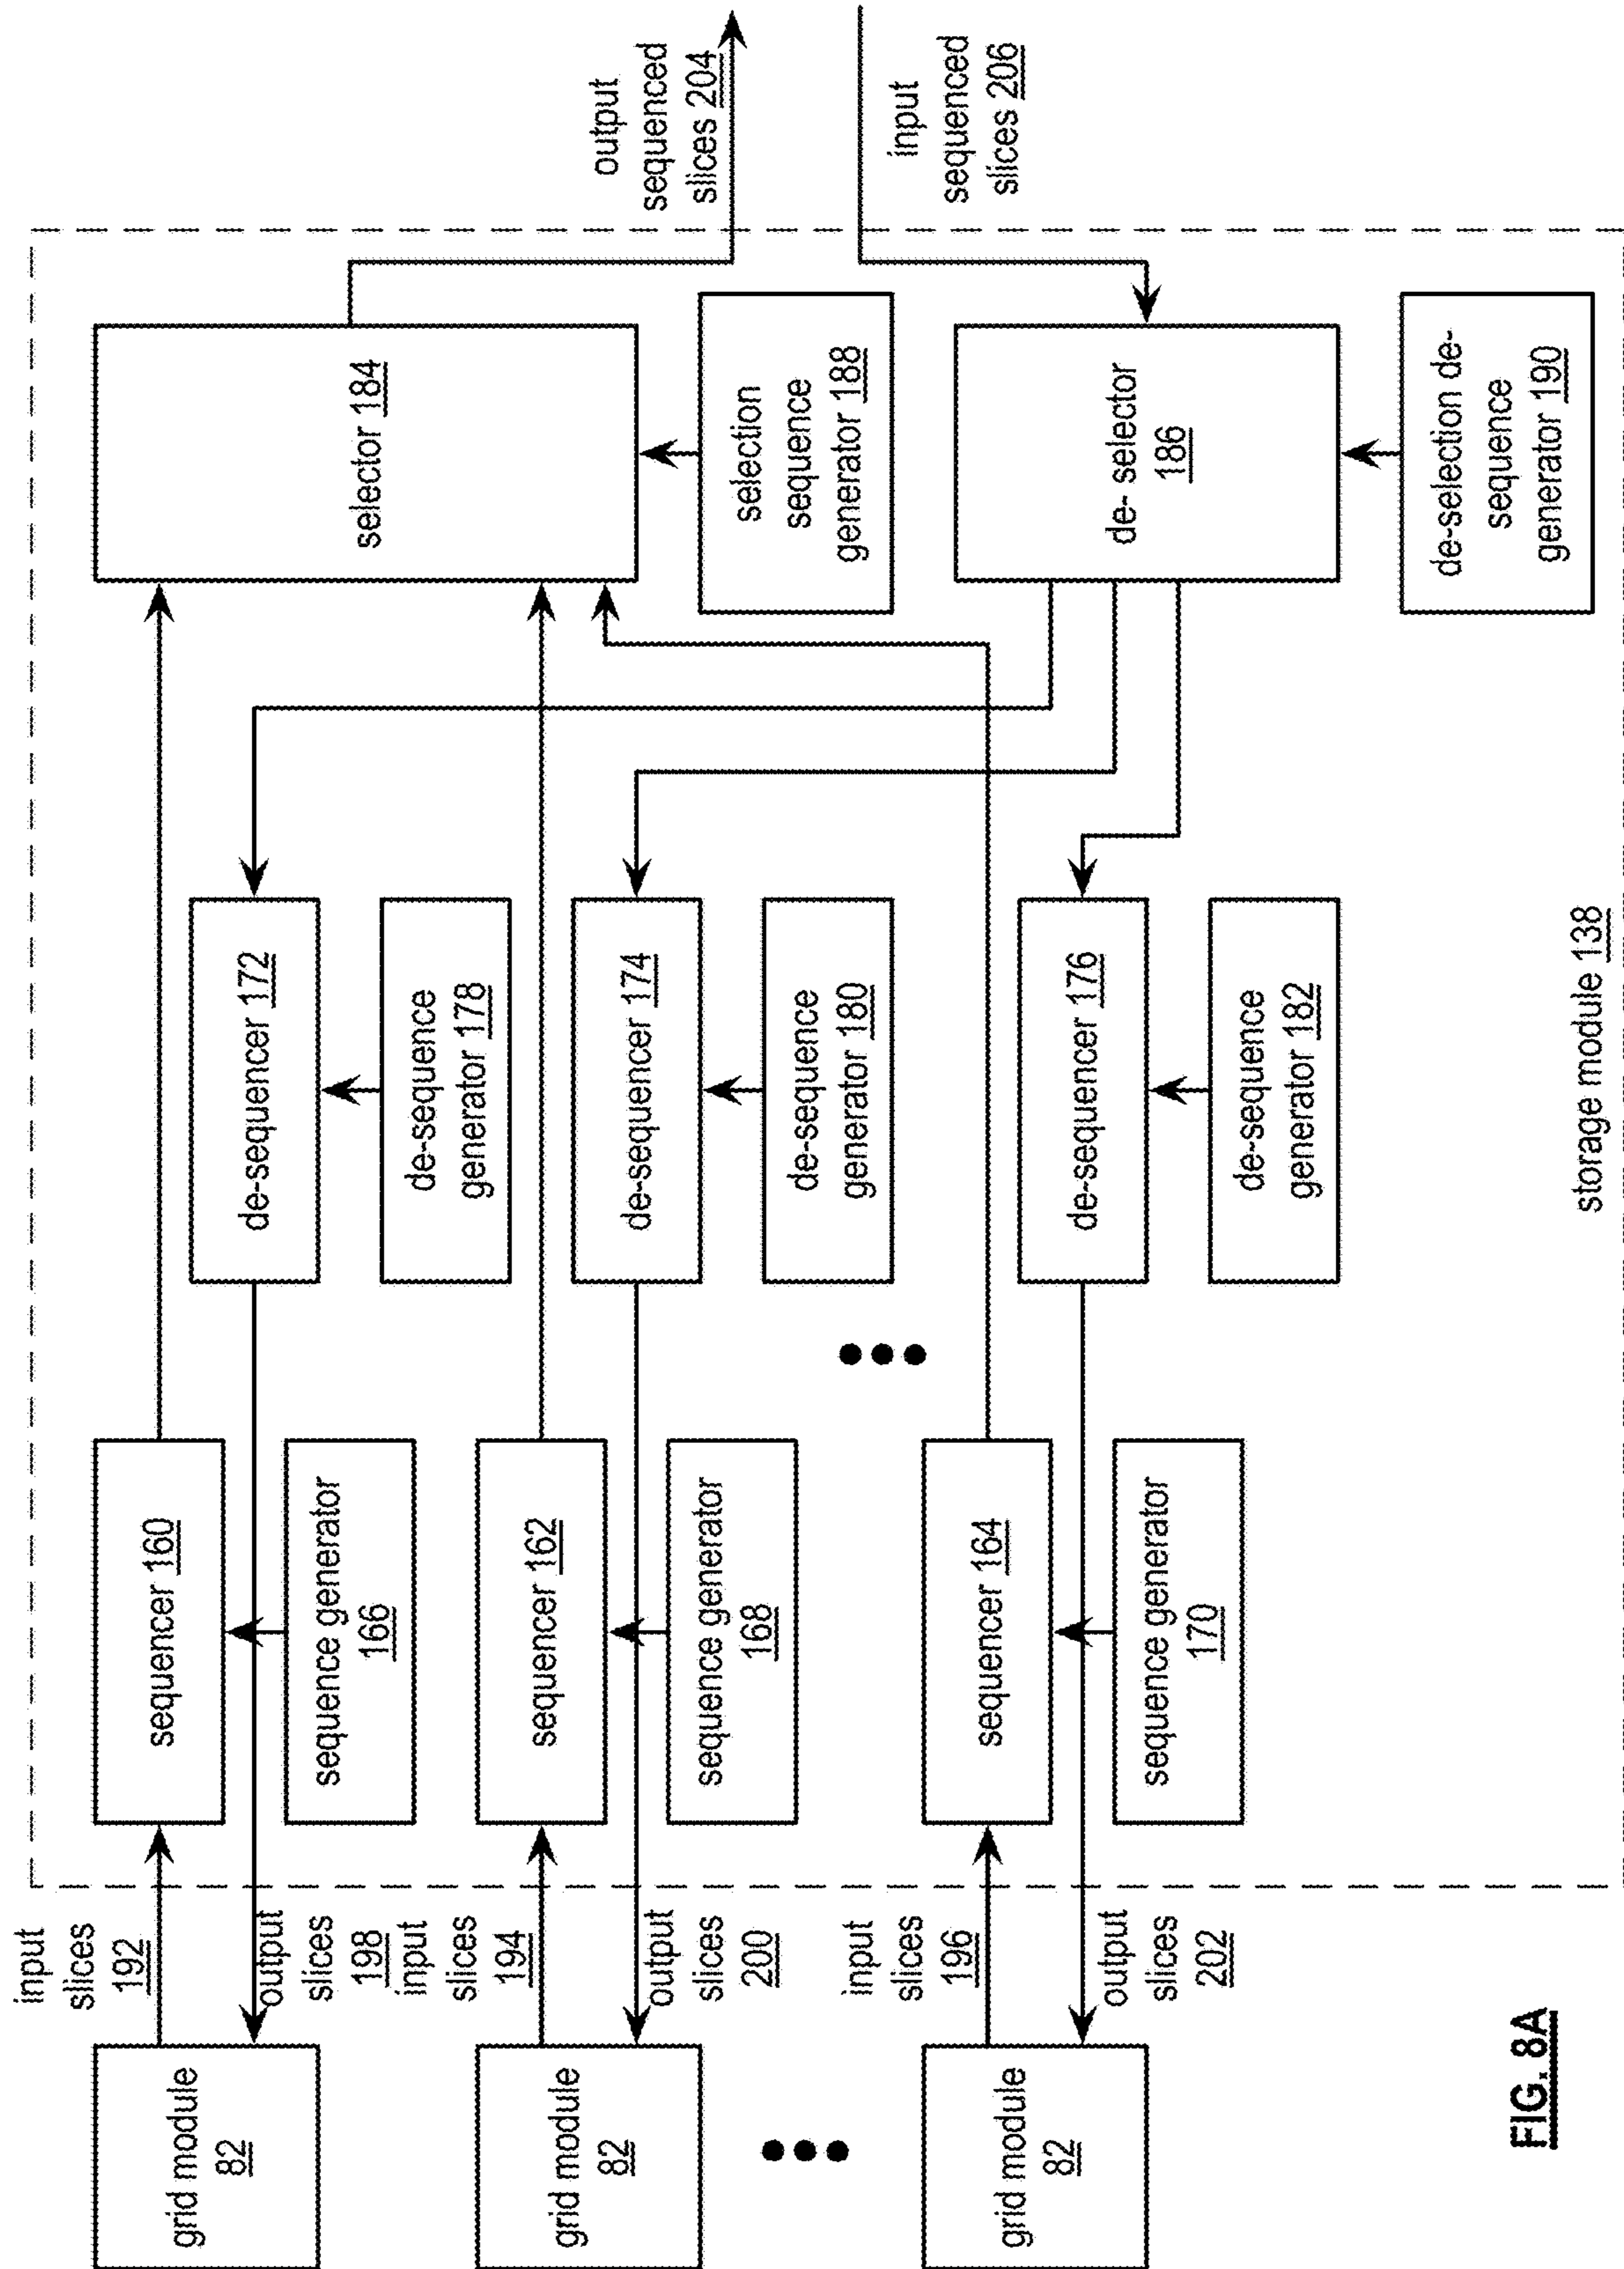 grid module
82
grid module
82
grid module
82
input
slices
192
output
slices
198
input
slices
194
output
slices
200
input
slices
196
output
slices
202
sequencer 160
sequence generator
166
sequencer 162
sequence generator
168
sequencer 164
sequence generator
170
de-sequencer 172
de-sequence
generator 178
de-sequencer 174
de-sequence
generator 180
de-sequencer 176
de-sequence
generator 182
selector 184
selection
sequence
generator 188
de- selector
186
de-selection de-
sequence
generator 190
output
sequenced
slices 204
input
sequenced
slices 206
storage module 138
FIG. 8A